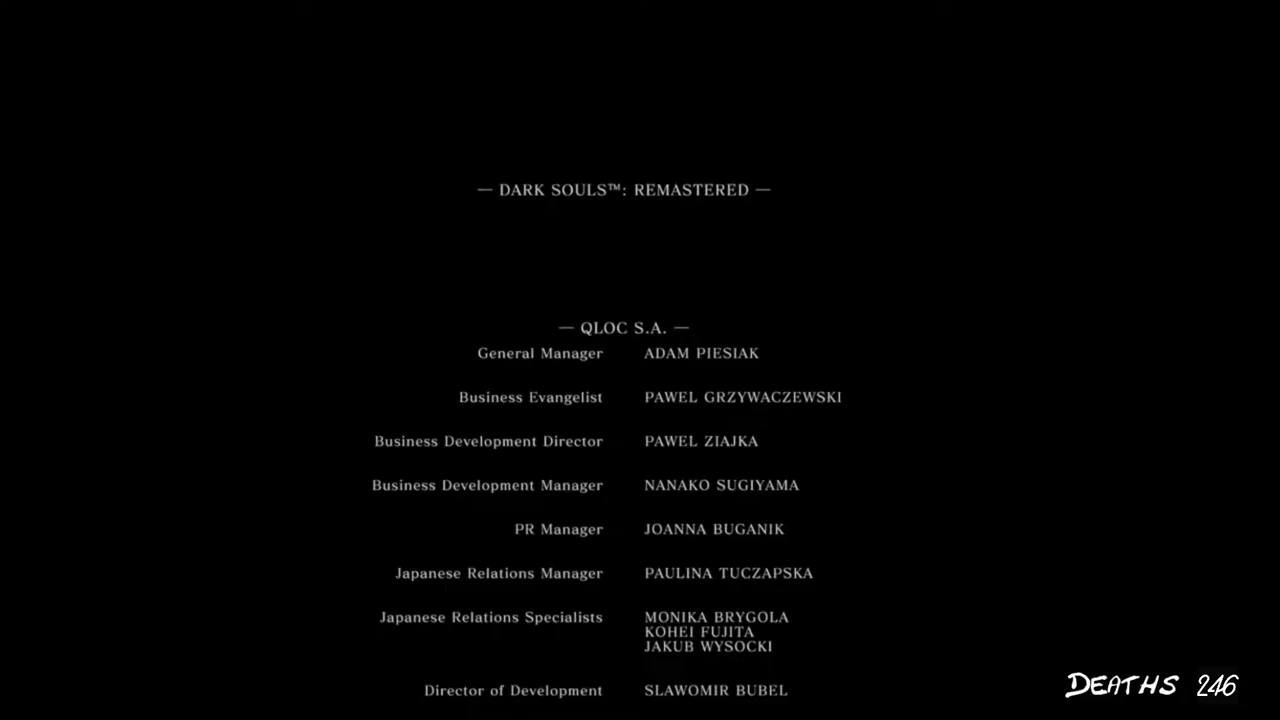 — DARK SOULS™: REMASTERED —
— QLOC S.A. —
General Manager ADAM PIESIAK
Business Evangelist PAWEL GRZYWACZEWSKI
Business Development Director PAWEL ZIAJKA
Business Development Manager NANAKO SUGIYAMA
PR Manager JOANNA BUGANIK
Japanese Relations Manager PAULINA TUCZAPSKA
Japanese Relations Specialists MONIKA BRYGOLA
KOHEI FUJITA
JAKUB WYSOCKI
Director of Development SLAWOMIR BUBEL
DEATHS 246